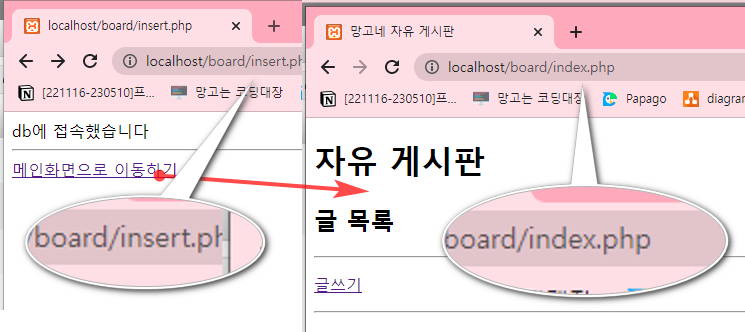 localhost/board/insert.php
localhost/board/insert.ph
[221116-230510]프...
망고는 코딩대장
db에 접속했습니다
메인화면으로 이동하기
/board/insert.ph
망고네 자유 게시판
localhost/board/index.php
[221116-230510]프...
망고는 코딩대장
Papago
diagram
자유 게시판
글 목록
board/index.php
글쓰기